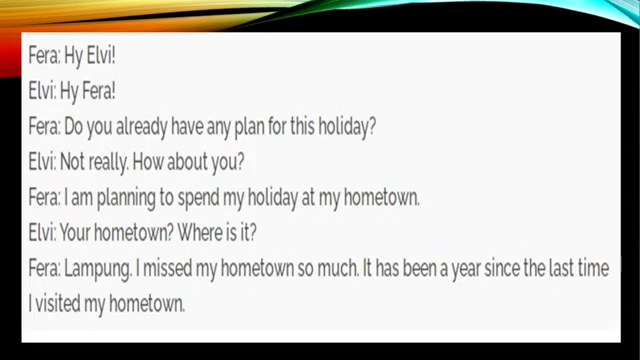 Fera: Hy Elvi!
Elvi: Hy Fera!
Fera: Do you already have any plan for this holiday?
Elvi: Not really. How about you?
Fera: I am planning to spend my holiday at my hometown.
Elvi: Your hometown? Where is it?
Fera: Lampung. I missed my hometown so much. It has been a year since the last time
I visited my hometown.